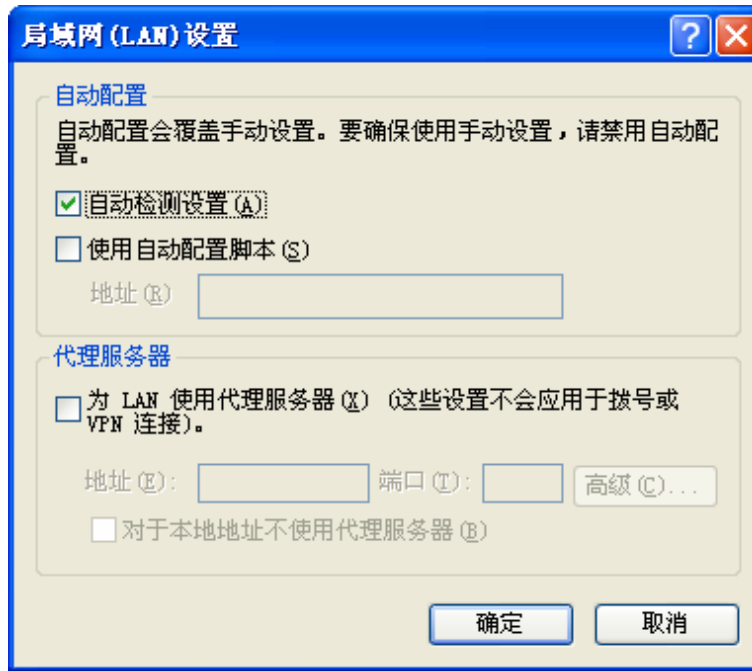 局域网(LAN)设置
自动配置
自动配置会覆盖手动设置。要确保使用手动设置，请禁用自动配
置。
自动检测设置(A)
使用自动配置脚本(S)
地址(R)
代理服务器
为 LAN 使用代理服务器(X) (这些设置不会应用于拨号或
VPN 连接)。
地址(E): 端口(T): 高级(C)...
对于本地地址不使用代理服务器(B)
确定 取消